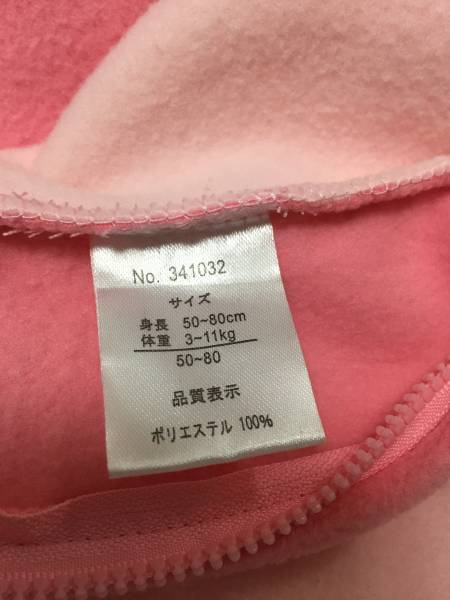 No. 341032
サイズ
身長 50~80cm
体重 3~11kg
50~80
品質表示
ポリエステル 100%